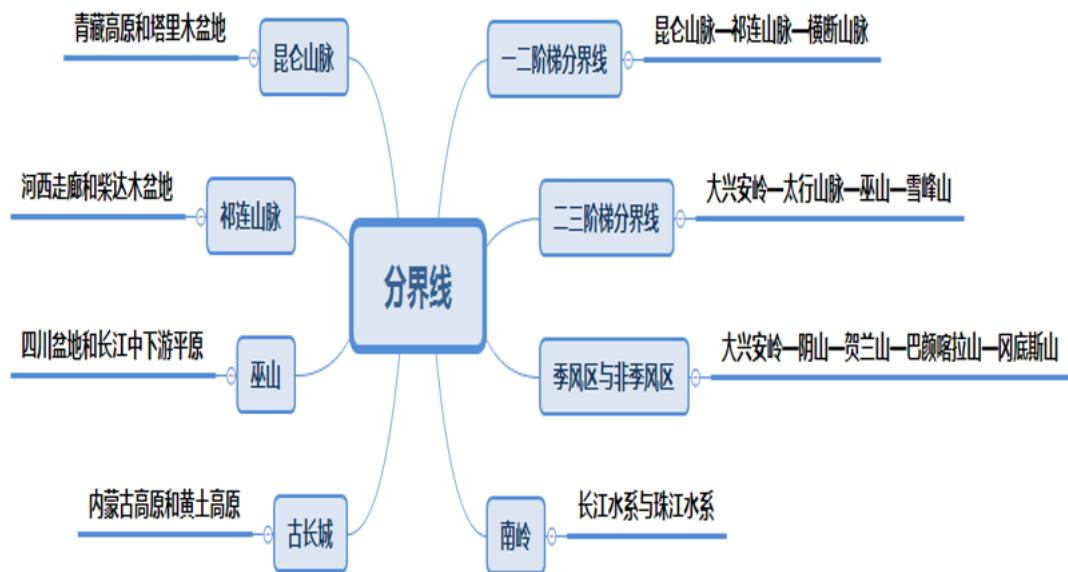 青藏高原和塔里木盆地
昆仑山脉
一二阶梯分界线
昆仑山脉—祁连山脉—横断山脉
河西走廊和柴达木盆地
祁连山脉
二三阶梯分界线
大兴安岭—太行山脉—巫山—雪峰山
分界线
四川盆地和长江中下游平原
巫山
季风区与非季风区
大兴安岭—阴山—贺兰山—巴颜喀拉山—冈底斯山
内蒙古高原和黄土高原
古长城
南岭
长江水系与珠江水系